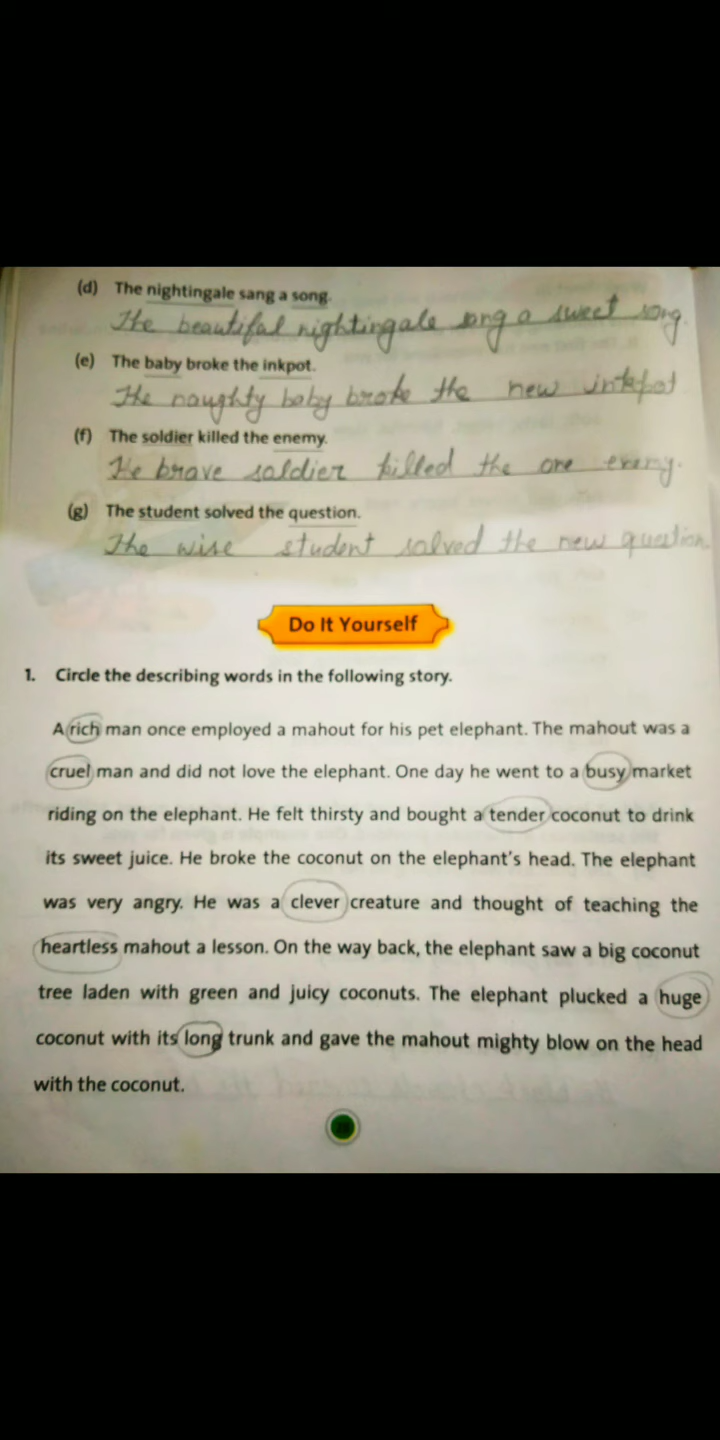 (d) The nightingale sang a song.
The beautiful nightingale song a sweet song.
(e) The baby broke the inkpot.
The naughty baby broke the new inkpot
(f) The soldier killed the enemy.
He brave soldier killed the one enemy.
(g) The student solved the question.
The wise student solved the new question.
Do It Yourself
1. Circle the describing words in the following story.
A rich man once employed a mahout for his pet elephant. The mahout was a
cruel man and did not love the elephant. One day he went to a busy market
riding on the elephant. He felt thirsty and bought a tender coconut to drink
its sweet juice. He broke the coconut on the elephant's head. The elephant
was very angry. He was a clever creature and thought of teaching the
heartless mahout a lesson. On the way back, the elephant saw a big coconut
tree laden with green and juicy coconuts. The elephant plucked a huge
coconut with its long trunk and gave the mahout mighty blow on the head
with the coconut.